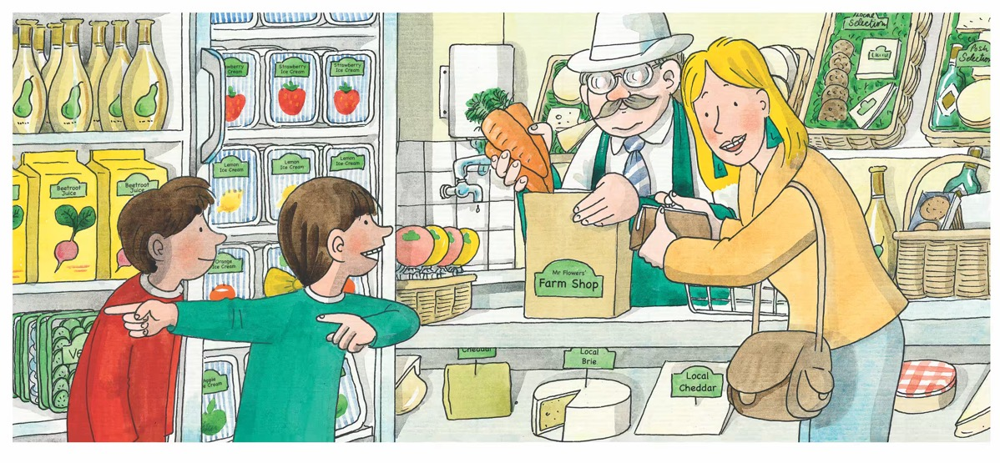 Local
Selection
Posh
Selection
Strawberry
Ice Cream
Strawberry
Ice Cream
Strawberry
Ice Cream
Lemon
Ice Cream
Lemon
Ice Cream
Lemon
Ice Cream
Beetroot
Juice
Beetroot
Juice
Orange
Ice Cream
Mr Flowers'
Farm Shop
Ve
Cheddar
Local
Brie
Local
Cheddar
Apple
Ice Cream